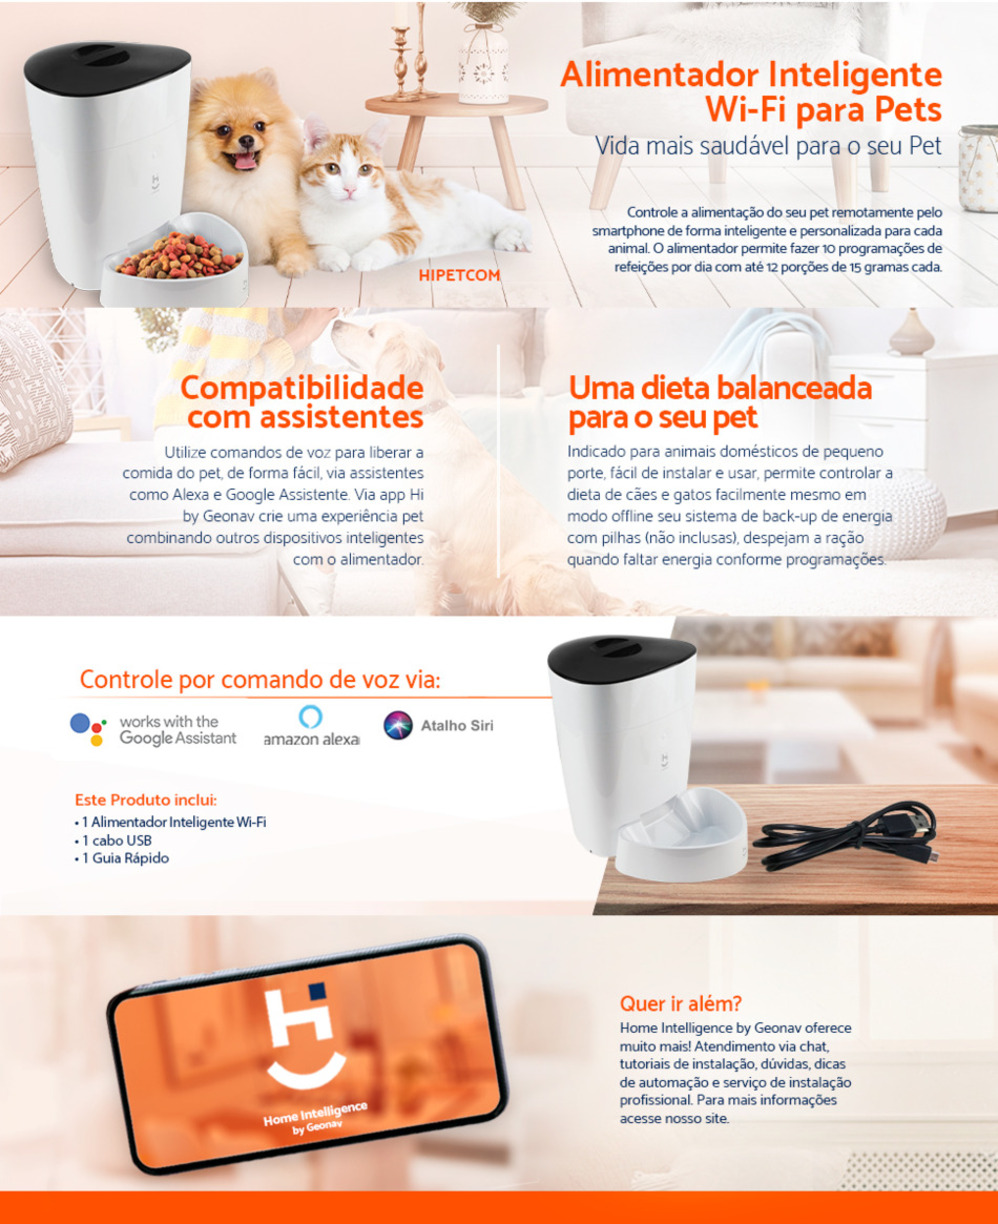 Alimentador Inteligente
Wi-Fi para Pets
Vida mais saudável para o seu Pet
Controle a alimentação do seu pet remotamente pelo
smartphone de forma inteligente e personalizada para cada
animal. O alimentador permite fazer 10 programações de
refeições por dia com até 12 porções de 15 gramas cada.
HIPETCOM
Compatibilidade
com assistentes
Utilize comandos de voz para liberar a
comida do pet, de forma fácil, via assistentes
como Alexa e Google Assistente. Via app Hi
by Geonav crie uma experiência pet
combinando outros dispositivos inteligentes
com o alimentador.
Uma dieta balanceada
para o seu pet
Indicado para animais domésticos de pequeno
porte, fácil de instalar e usar, permite controlar a
dieta de cães e gatos facilmente mesmo em
modo offline seu sistema de back-up de energia
com pilhas (não inclusas), despejam a ração
quando faltar energia conforme programações.
Controle por comando de voz via:
works with the
Google Assistant
amazon alexa
Atalho Siri
Este Produto inclui:
• 1 Alimentador Inteligente Wi-Fi
• 1 cabo USB
• 1 Guia Rápido
H
Home Intelligence
by Geonav
Quer ir além?
Home Intelligence by Geonav oferece
muito mais! Atendimento via chat,
tutoriais de instalação, dúvidas, dicas
de automação e serviço de instalação
profissional. Para mais informações
acesse nosso site.